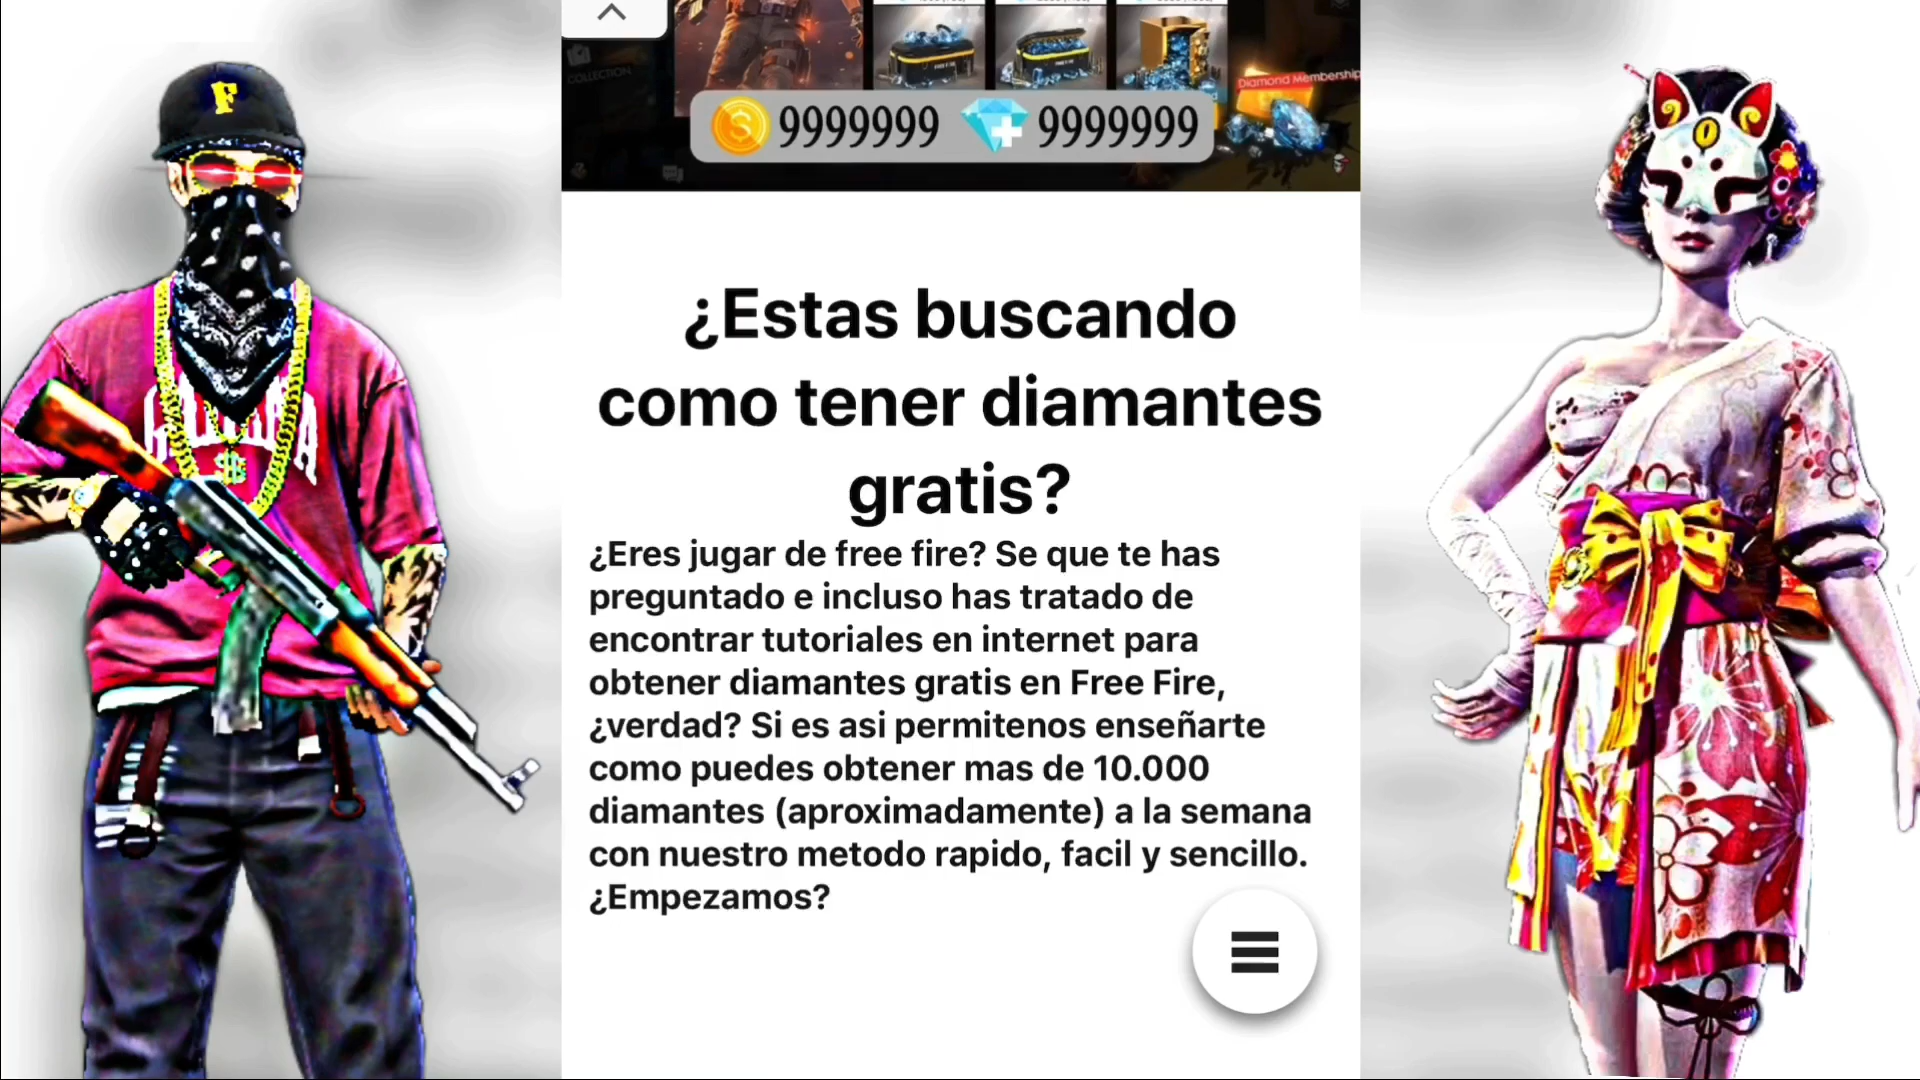 COLLECTION
Diamond Membership
9999999 9999999
F
¿Estas buscando
como tener diamantes
gratis?
¿Eres jugar de free fire? Se que te has
preguntado e incluso has tratado de
encontrar tutoriales en internet para
obtener diamantes gratis en Free Fire,
¿verdad? Si es asi permitenos enseñarte
como puedes obtener mas de 10.000
diamantes (aproximadamente) a la semana
con nuestro metodo rapido, facil y sencillo.
¿Empezamos?